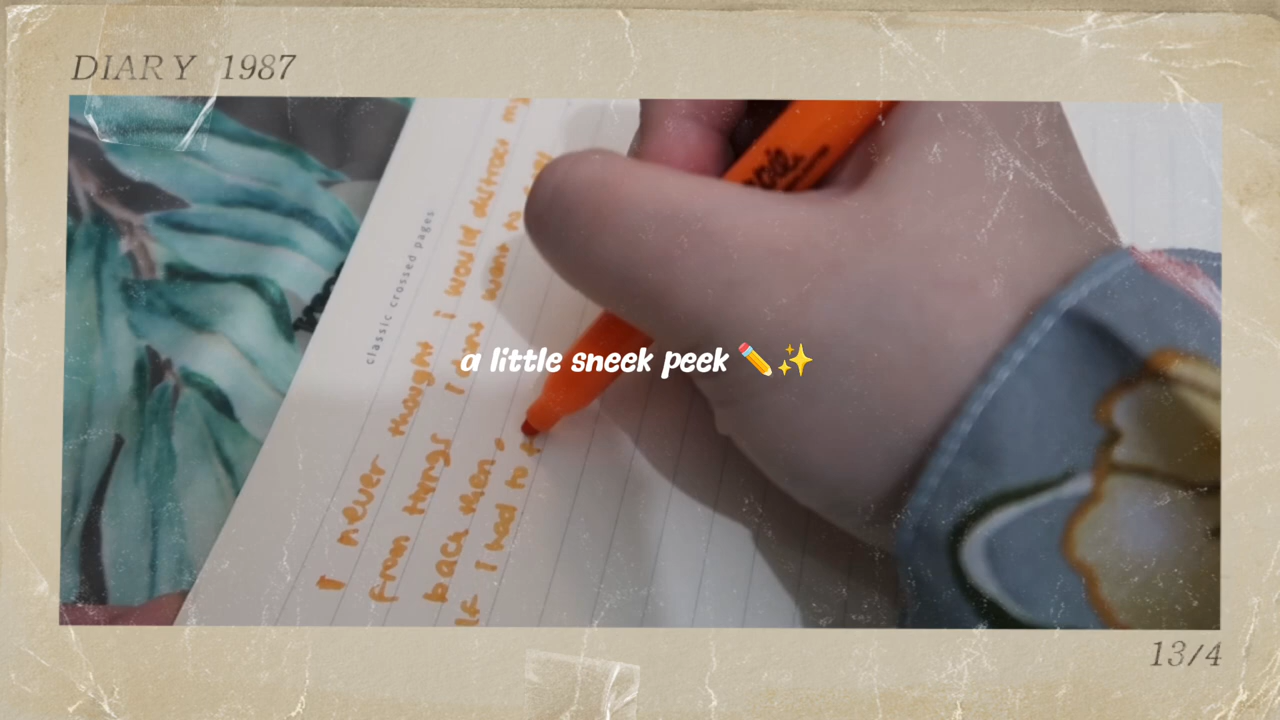 DIARY 1987
classic crossed pages
I never thought i would distract my
from things I dont want to
back then,
IF I had to
a little sneek peek ✏️✨
13/4